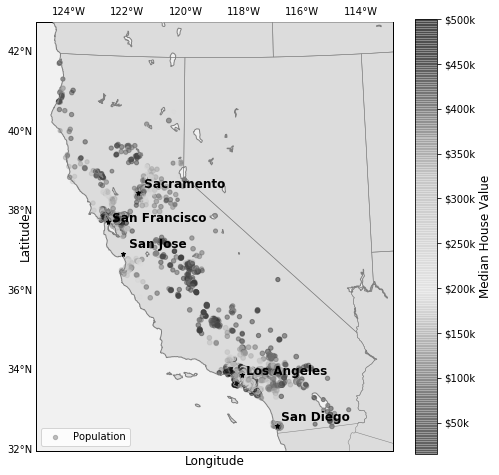 124°W 122°W 120°W 118°W 116°W 114°W
42°N
40°N
38°N
36°N
34°N
32°N
Latitude
Sacramento
San Francisco
San Jose
Los Angeles
San Diego
Population
Longitude
$500k
$450k
$400k
$350k
$300k
$250k
$200k
$150k
$100k
$50k
Median House Value